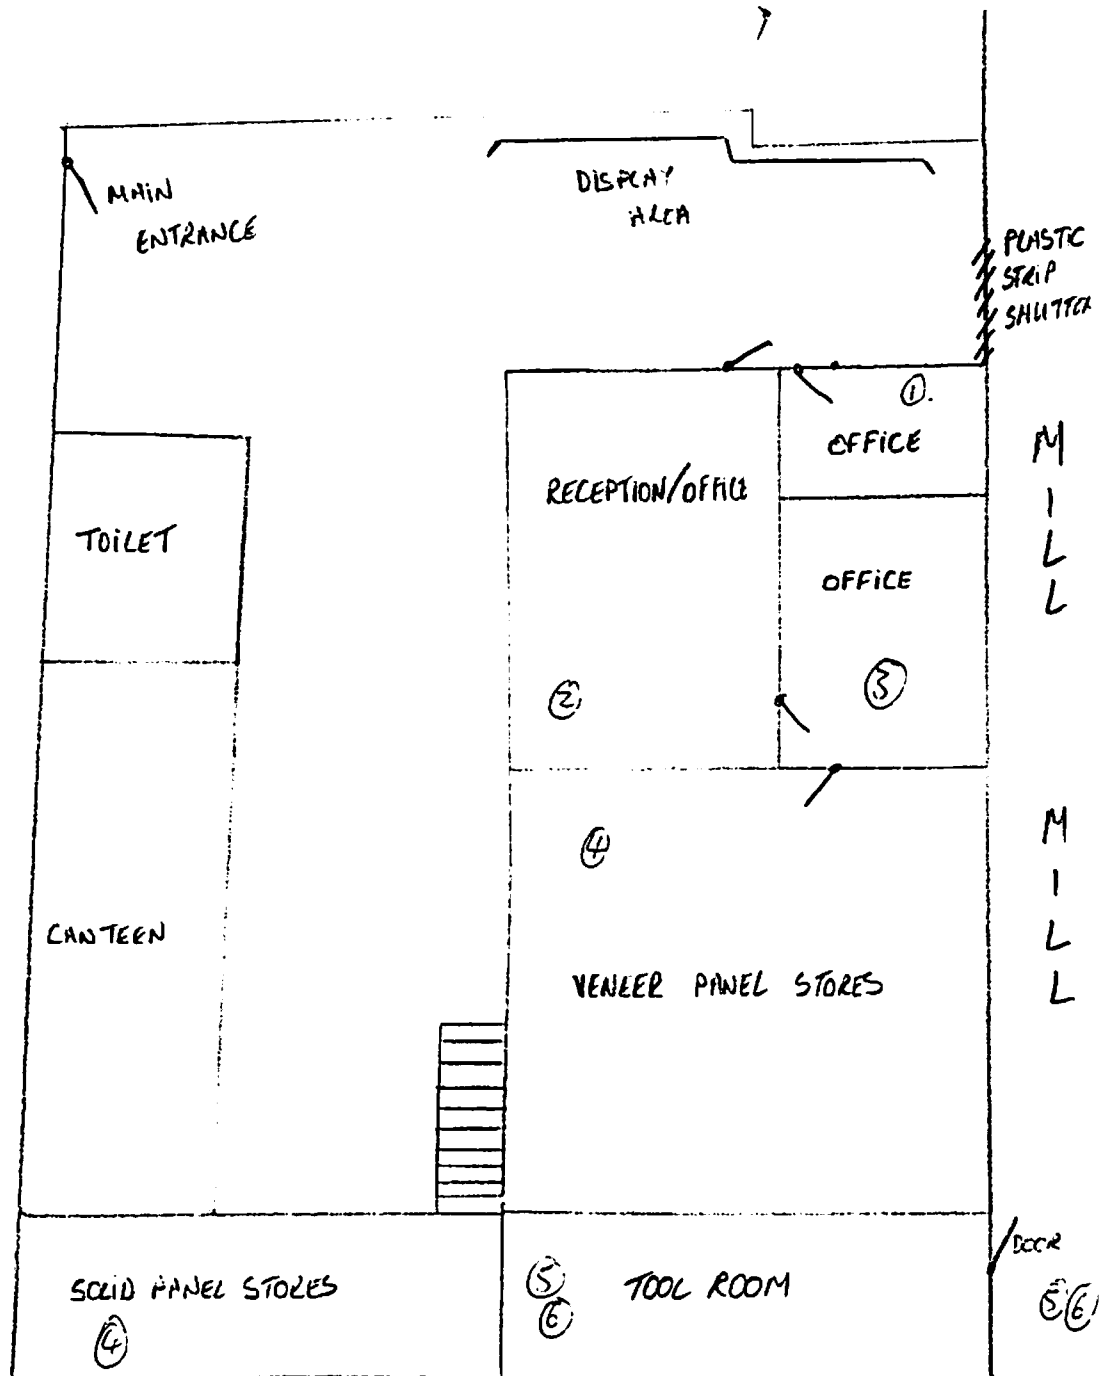 MAIN
ENTRANCE
DISPLAY
AREA
PLASTIC
STRIP
SHUTTER
①.
OFFICE
RECEPTION/OFFICE
M
I
L
L
TOILET
OFFICE
②
③
④
M
I
L
L
CANTEEN
VENEER PANEL STORES
DOOR
SOLID PANEL STORES
④
⑤
⑥
TOOL ROOM
⑤⑥